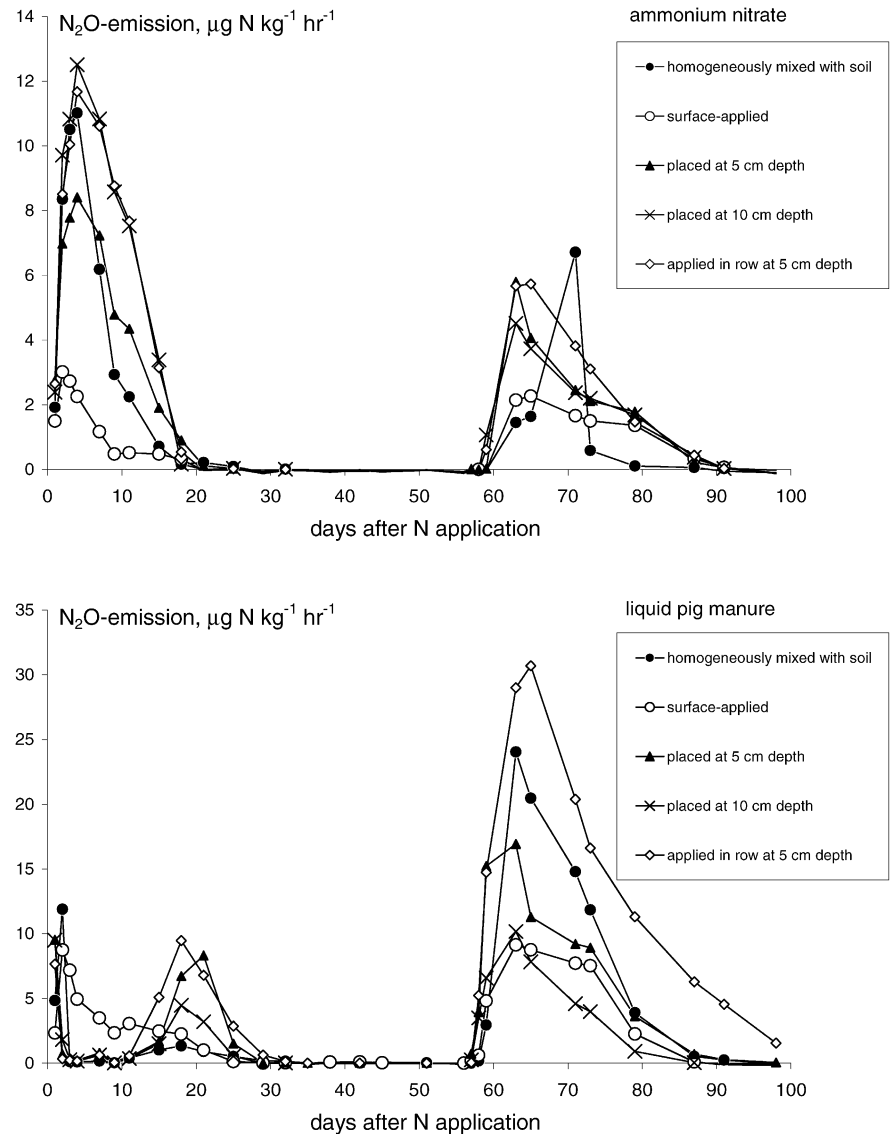 ammonium nitrate
N₂O-emission, μg N kg⁻¹ hr⁻¹
14
12
10
8
6
4
2
0
homogeneously mixed with soil
surface-applied
placed at 5 cm depth
placed at 10 cm depth
applied in row at 5 cm depth
0 10 20 30 40 50 60 70 80 90 100
days after N application
liquid pig manure
N₂O-emission, μg N kg⁻¹ hr⁻¹
35
30
25
20
15
10
5
0
homogeneously mixed with soil
surface-applied
placed at 5 cm depth
placed at 10 cm depth
applied in row at 5 cm depth
0 10 20 30 40 50 60 70 80 90 100
days after N application